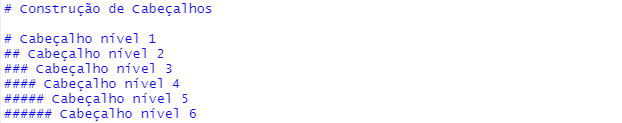 # Construção de Cabeçalhos
# Cabeçalho nível 1
## Cabeçalho nível 2
### Cabeçalho nível 3
#### Cabeçalho nível 4
##### Cabeçalho nível 5
###### Cabeçalho nível 6